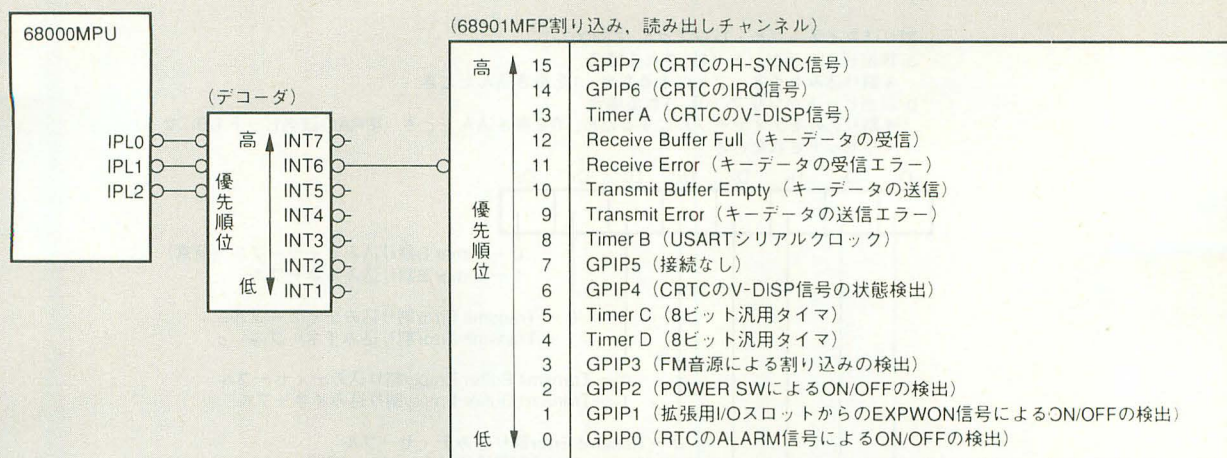 (68901MFP割り込み，読み出しチャンネル)
68000MPU
(デコーダ)
IPL0
IPL1
IPL2
優先順位
高
低
INT7
INT6
INT5
INT4
INT3
INT2
INT1
優先順位
高 15 GPIP7（CRTCのH-SYNC信号）
14 GPIP6（CRTCのIRQ信号）
13 Timer A（CRTCのV-DISP信号）
12 Receive Buffer Full（キーデータの受信）
11 Receive Error（キーデータの受信エラー）
10 Transmit Buffer Empty（キーデータの送信）
9 Transmit Error（キーデータの送信エラー）
8 Timer B（USARTシリアルクロック）
7 GPIP5（接続なし）
6 GPIP4（CRTCのV-DISP信号の状態検出）
5 Timer C（8ビット汎用タイマ）
4 Timer D（8ビット汎用タイマ）
3 GPIP3（FM音源による割り込みの検出）
2 GPIP2（POWER SWによるON/OFFの検出）
1 GPIP1（拡張用I/OスロットからのEXPWON信号によるON/OFFの検出）
低 0 GPIP0（RTCのALARM信号によるON/OFFの検出）